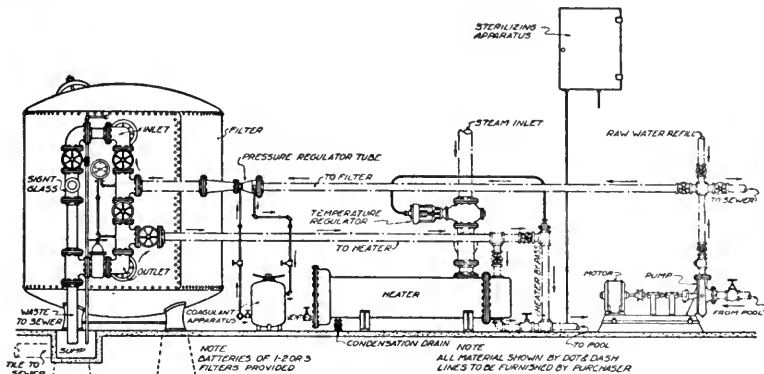 STERILIZING
APPARATUS
INLET
FILTER
STEAM INLET
RAW WATER REFILL
SIGHT
GLASS
PRESSURE REGULATOR TUBE
TO FILTER
TO SEWER
TEMPERATURE
REGULATOR
TO HEATER
OUTLET
HEATER BYPASS
MOTOR
PUMP
HEATER
COAGULANT
APPARATUS
FROM POOL
WASTE
TO SEWER
SUMP
CONDENSATION DRAIN
TO POOL
TILE TO
SEWER
NOTE
BATTERIES OF 1-2 OR 3
FILTERS PROVIDED
NOTE
ALL MATERIAL SHOWN BY DOT & DASH
LINES TO BE FURNISHED BY PURCHASER